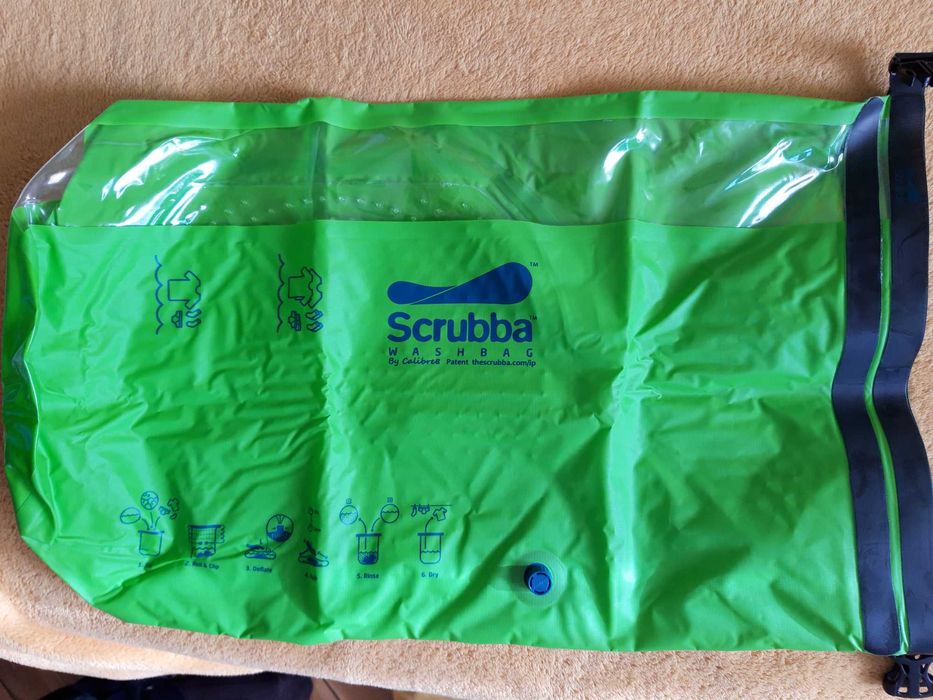 Scrubba™
WASHBAG
By Calibre8 Patent thescrubba.com/ip
2. Roll & Clip
3. Deflate
5. Rinse
6. Dry